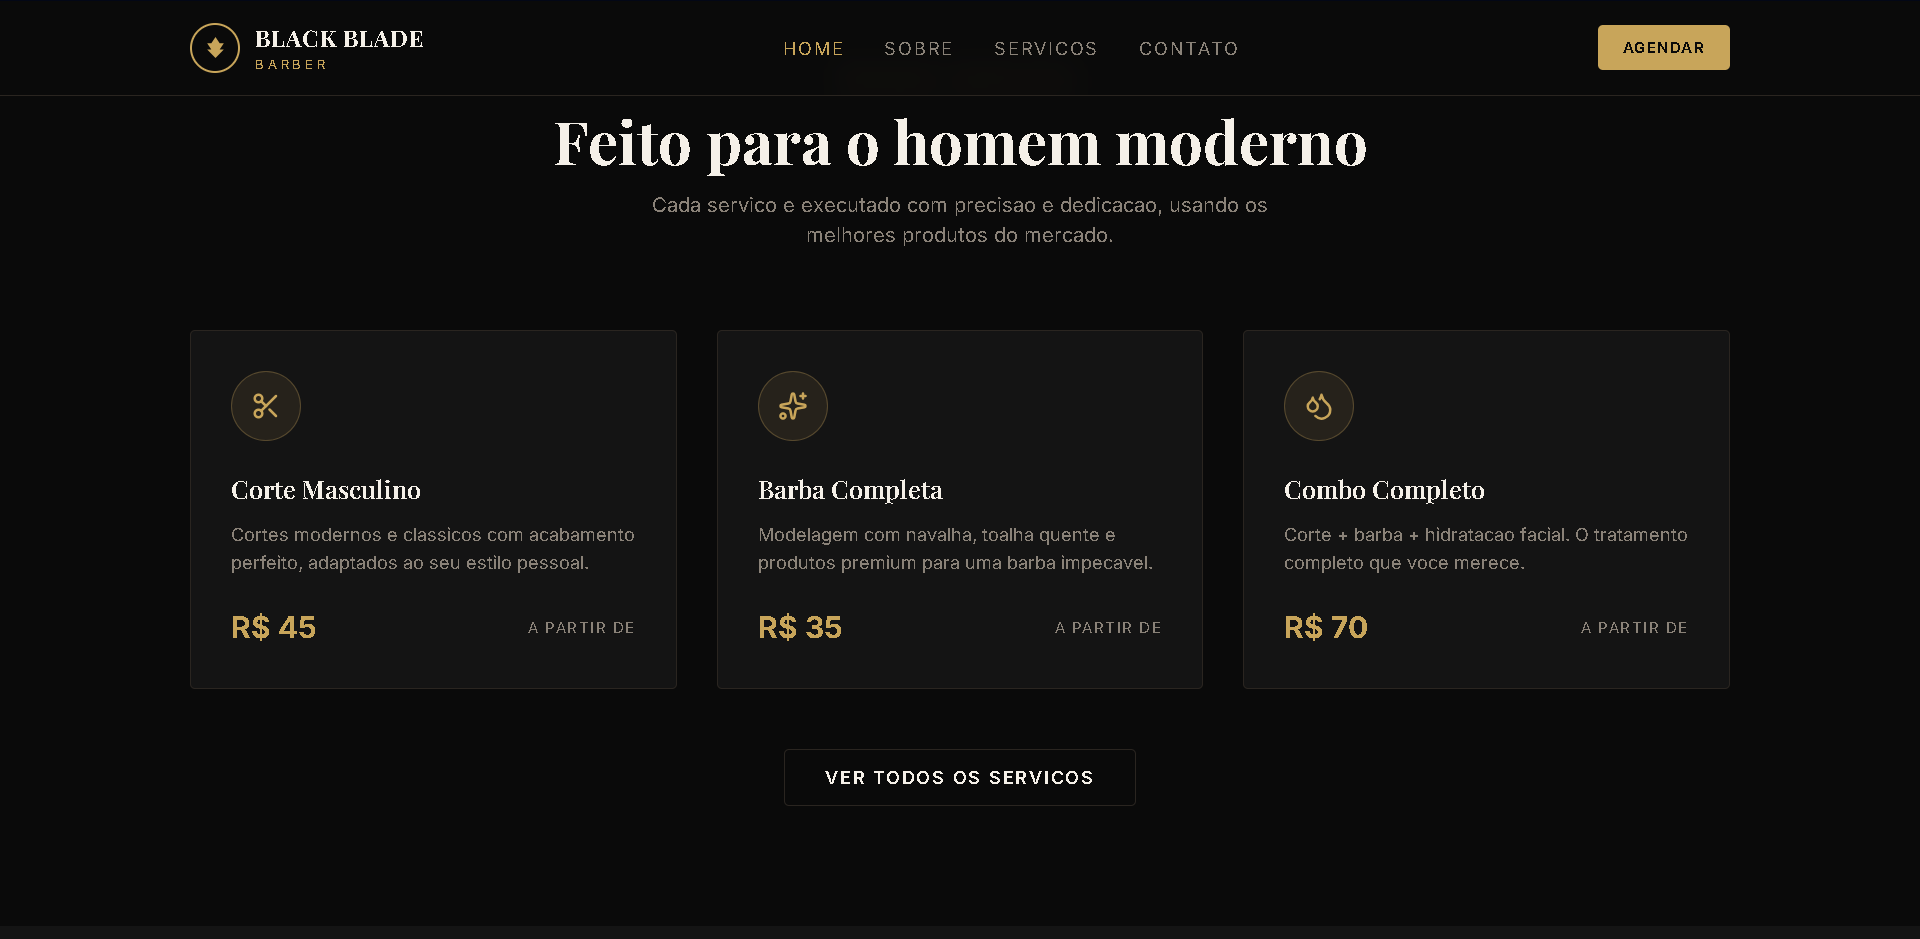 BLACK BLADE
BARBER
HOME
SOBRE
SERVICOS
CONTATO
AGENDAR
Feito para o homem moderno
Cada servico e executado com precisao e dedicacao, usando os
melhores produtos do mercado.
Corte Masculino
Cortes modernos e classicos com acabamento
perfeito, adaptados ao seu estilo pessoal.
R$ 45
A PARTIR DE
Barba Completa
Modelagem com navalha, toalha quente e
produtos premium para uma barba impecavel.
R$ 35
A PARTIR DE
Combo Completo
Corte + barba + hidratacao facial. O tratamento
completo que voce merece.
R$ 70
A PARTIR DE
VER TODOS OS SERVICOS